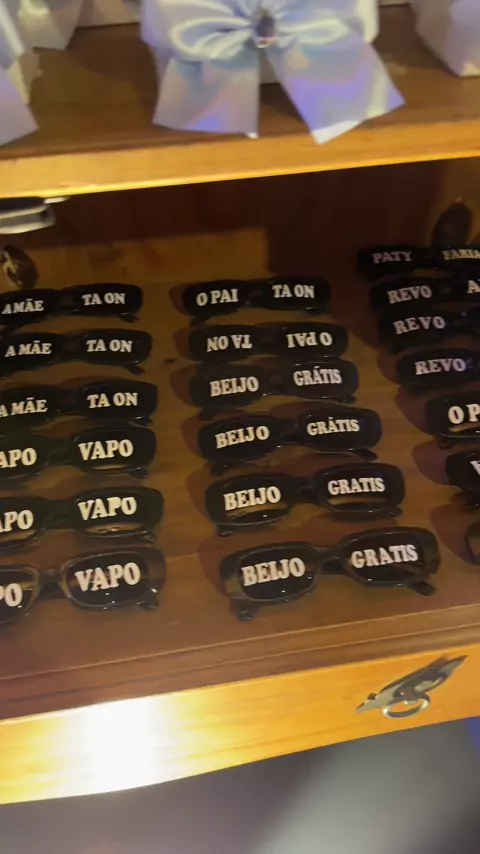 A MÃE TA ON
A MÃE TA ON
A MÃE TA ON
VAPO
VAPO
VAPO
O PAI TA ON
O PAI TA ON
BEIJO GRÁTIS
BEIJO GRÁTIS
BEIJO GRATIS
BEIJO GRATIS
PATY
REVO
REVO
REVO